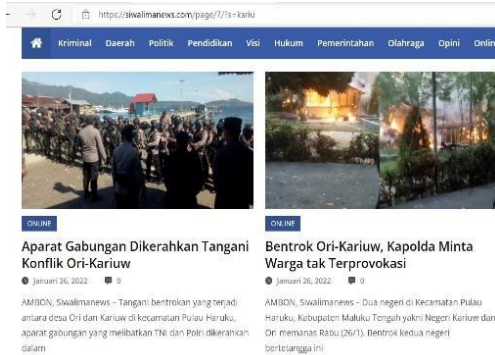 https://siwalimanews.com/page/7/?s=kariu
Kriminal Daerah Politik Pendidikan Visi Hukum Pemerintahan Olahraga Opini Onlin
ONLINE
Aparat Gabungan Dikerahkan Tangani
Konflik Ori-Kariuw
Januari 26, 2022 0
AMBON, Siwalimanews – Tangani bentrokan yang terjadi
antara desa Ori dan Kariuw di kecamatan Pulau Haruku,
aparat gabungan yang melibatkan TNI dan Polri dikerahkan
dalam
ONLINE
Bentrok Ori-Kariuw, Kapolda Minta
Warga tak Terprovokasi
Januari 26, 2022 0
AMBON, Siwalimanews – Dua negeri di Kecamatan Pulau
Haruku, Kabupaten Maluku Tengah yakni Negeri Kariuw dan
Ori memanas Rabu (26/1). Bentrok kedua negeri
bertetangga ini